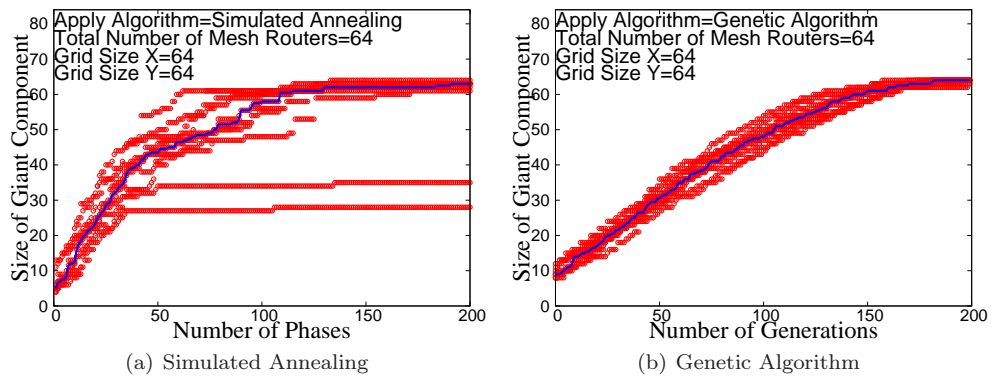 Apply Algorithm=Simulated Annealing
Total Number of Mesh Routers=64
Grid Size X=64
Grid Size Y=64
Size of Giant Component
80
70
60
50
40
30
20
10
0
0 50 100 150 200
Number of Phases
(a) Simulated Annealing
Apply Algorithm=Genetic Algorithm
Total Number of Mesh Routers=64
Grid Size X=64
Grid Size Y=64
Size of Giant Component
80
70
60
50
40
30
20
10
0
0 50 100 150 200
Number of Generations
(b) Genetic Algorithm